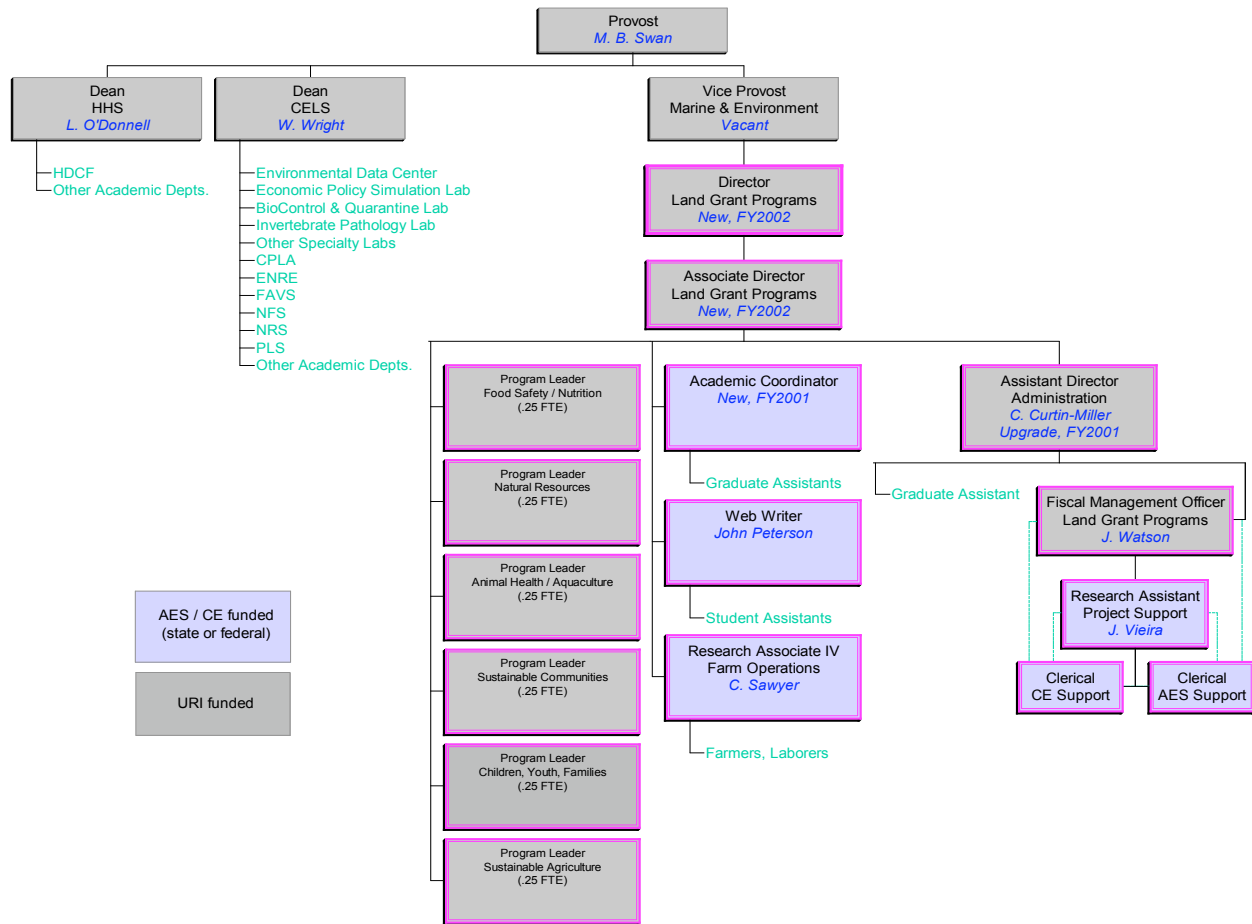 Provost
M. B. Swan
Dean
HHS
L. O'Donnell
Dean
CELS
W. Wright
Vice Provost
Marine & Environment
Vacant
HDCF
Other Academic Depts.
Environmental Data Center
Economic Policy Simulation Lab
BioControl & Quarantine Lab
Invertebrate Pathology Lab
Other Specialty Labs
CPLA
ENRE
FAVS
NFS
NRS
PLS
Other Academic Depts.
Director
Land Grant Programs
New, FY2002
Associate Director
Land Grant Programs
New, FY2002
Program Leader
Food Safety / Nutrition
(.25 FTE)
Program Leader
Natural Resources
(.25 FTE)
Program Leader
Animal Health / Aquaculture
(.25 FTE)
Program Leader
Sustainable Communities
(.25 FTE)
Program Leader
Children, Youth, Families
(.25 FTE)
Program Leader
Sustainable Agriculture
(.25 FTE)
Academic Coordinator
New, FY2001
Graduate Assistants
Web Writer
John Peterson
Student Assistants
Research Associate IV
Farm Operations
C. Sawyer
Farmers, Laborers
Assistant Director
Administration
C. Curtin-Miller
Upgrade, FY2001
Graduate Assistant
Fiscal Management Officer
Land Grant Programs
J. Watson
Research Assistant
Project Support
J. Vieira
Clerical
CE Support
Clerical
AES Support
AES / CE funded
(state or federal)
URI funded